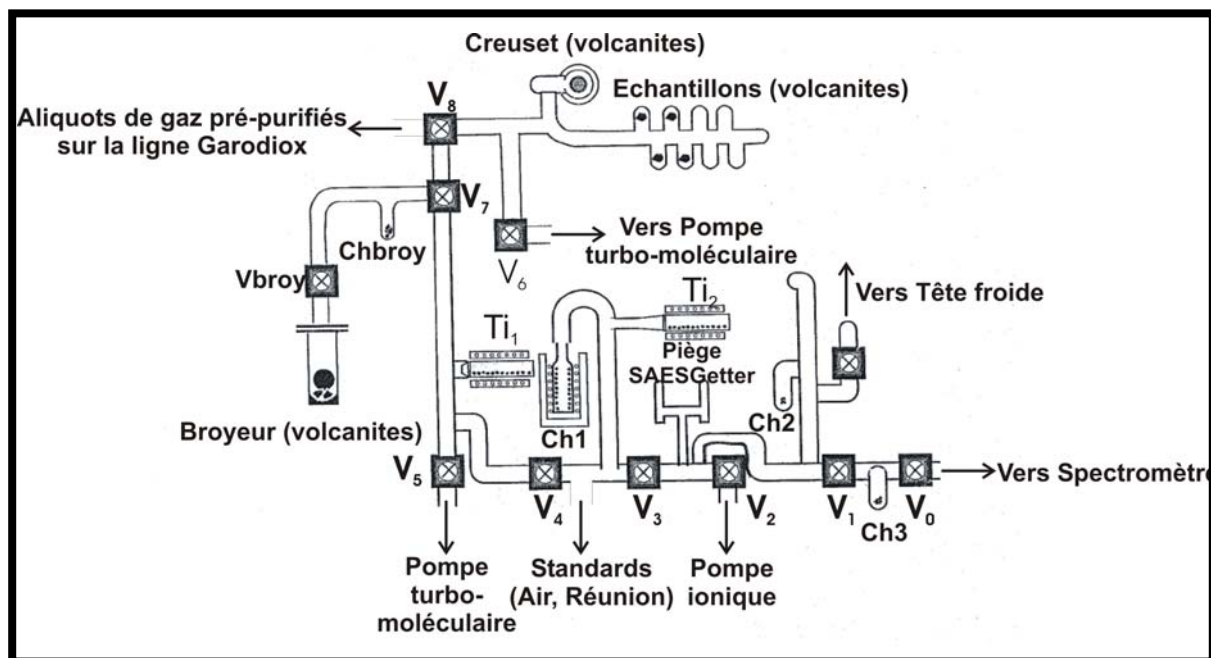 Creuset (volcanites)
Echantillons (volcanites)
V8
Aliquots de gaz pré-purifiés
sur la ligne Garodiox
V7
Chbroy
Vbroy
V6
Vers Pompe
turbo-moléculaire
Vers Tête froide
Ti1
Ti2
Piège
SAESGetter
Ch1
Ch2
Broyeur (volcanites)
V5
V4
V3
V2
V1
V0
Ch3
Vers Spectromètre
Pompe
turbo-
moléculaire
Standards
(Air, Réunion)
Pompe
ionique